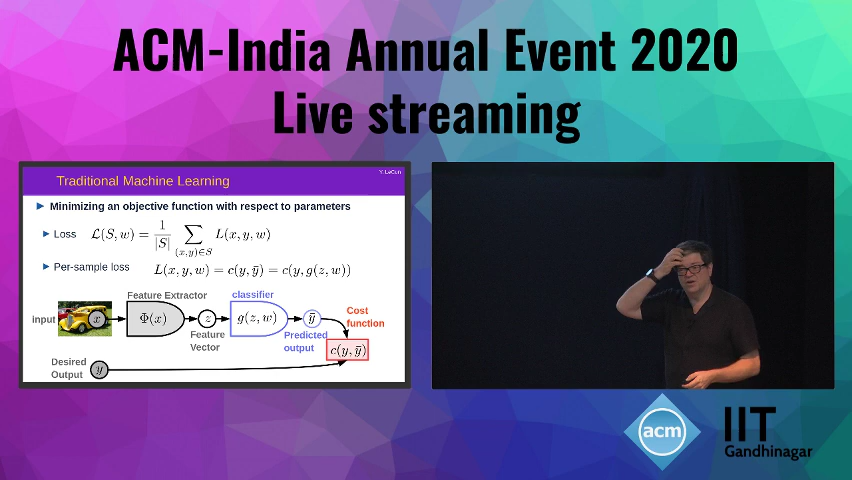 ACM-India Annual Event 2020
Live streaming
Y. LeCun
Traditional Machine Learning
Minimizing an objective function with respect to parameters
Loss 𝓛(S, w) = 1/|S| ∑_{(x,y)∈S} L(x, y, w)
Per-sample loss L(x, y, w) = c(y, ȳ) = c(y, g(z, w))
Feature Extractor
classifier
Cost
function
input
x
Φ(x)
z
g(z, w)
ȳ
Feature
Vector
Predicted
output
c(y, ȳ)
Desired
Output
y
acm
IIT
Gandhinagar